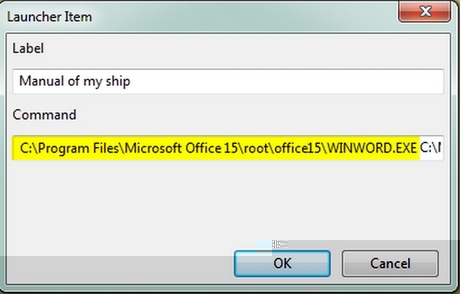 Launcher Item
Label
Manual of my ship
Command
C:\Program Files\Microsoft Office 15\root\office15\WINWORD.EXE C:\
OK
Cancel